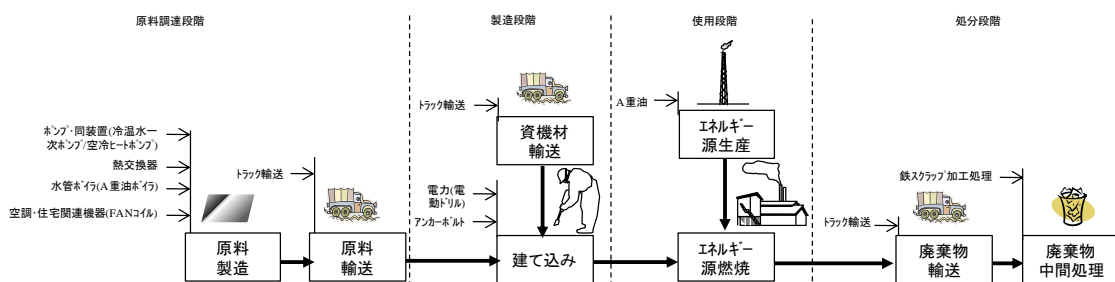 原料調達段階
製造段階
使用段階
処分段階
ﾎﾟﾝﾌﾟ・同装置(冷温水一
次ﾎﾟﾝﾌﾟ/空冷ﾋｰﾄﾎﾟﾝﾌﾟ)
熱交換器
水管ﾎﾞｲﾗ(A重油ﾎﾞｲﾗ)
空調・住宅関連機器(FANｺｲﾙ)
原料
製造
ﾄﾗｯｸ輸送
原料
輸送
ﾄﾗｯｸ輸送
資機材
輸送
電力(電
動ﾄﾞﾘﾙ)
ｱﾝｶｰﾎﾞﾙﾄ
建て込み
A重油
ｴﾈﾙｷﾞｰ
源生産
ｴﾈﾙｷﾞｰ
源燃焼
鉄ｽｸﾗｯﾌﾟ加工処理
ﾄﾗｯｸ輸送
廃棄物
輸送
廃棄物
中間処理